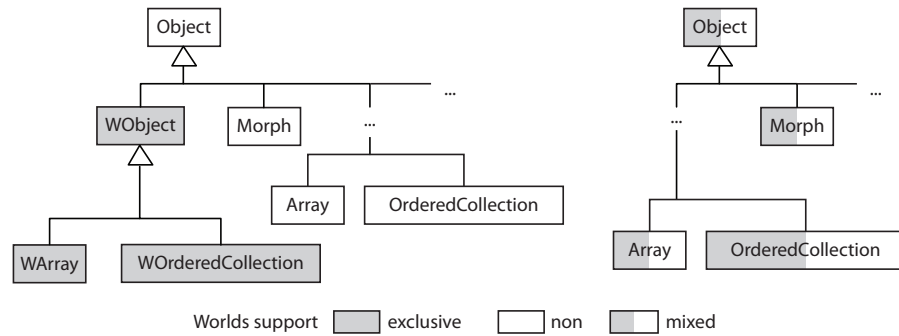 Object
Object
...
...
WObject
Morph
...
...
Morph
Array
OrderedCollection
WArray
WOrderedCollection
Array
OrderedCollection
Worlds support exclusive non mixed